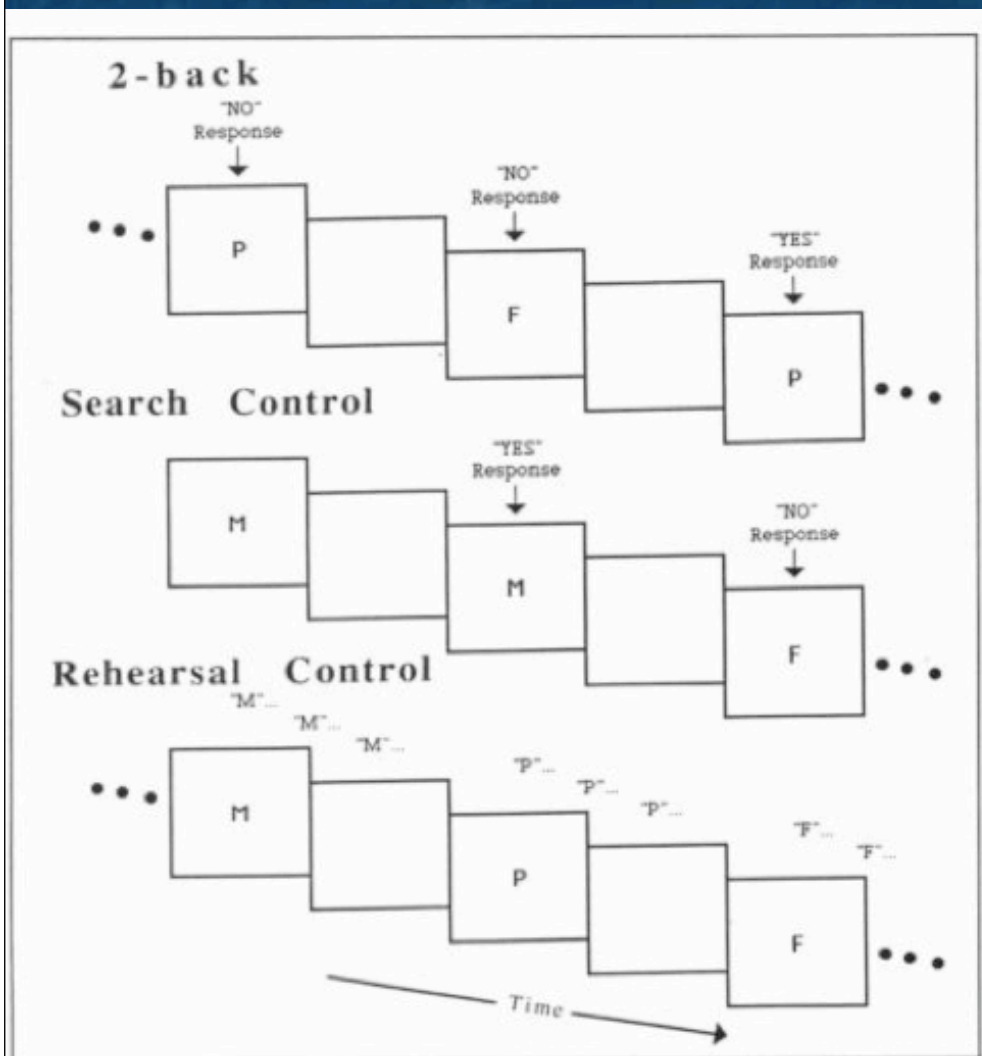 2-back
"NO"
Response
"NO"
Response
"YES"
Response
P
F
P
Search Control
"YES"
Response
"NO"
Response
M
M
F
Rehearsal Control
"M"...
"M"...
"M"...
"P"...
"P"...
"P"...
"F"...
"F"...
M
P
F
Time